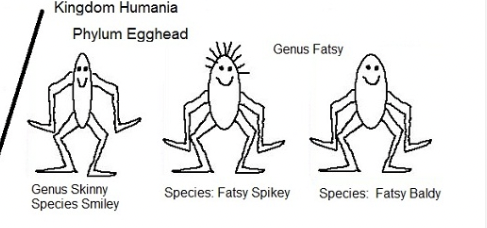 Kingdom Humania
Phylum Egghead
Genus Fatsy
Genus Skinny
Species Smiley
Species: Fatsy Spikey
Species:  Fatsy Baldy